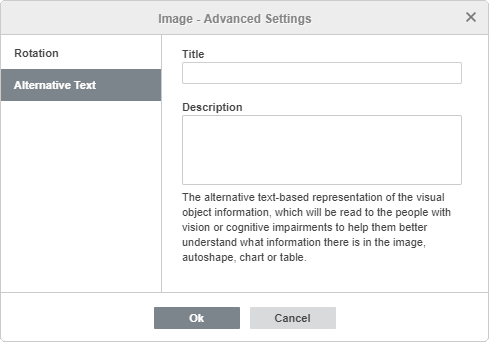 Image - Advanced Settings
Rotation
Alternative Text
Title
Description
The alternative text-based representation of the visual
object information, which will be read to the people with
vision or cognitive impairments to help them better
understand what information there is in the image,
autoshape, chart or table.
Ok
Cancel